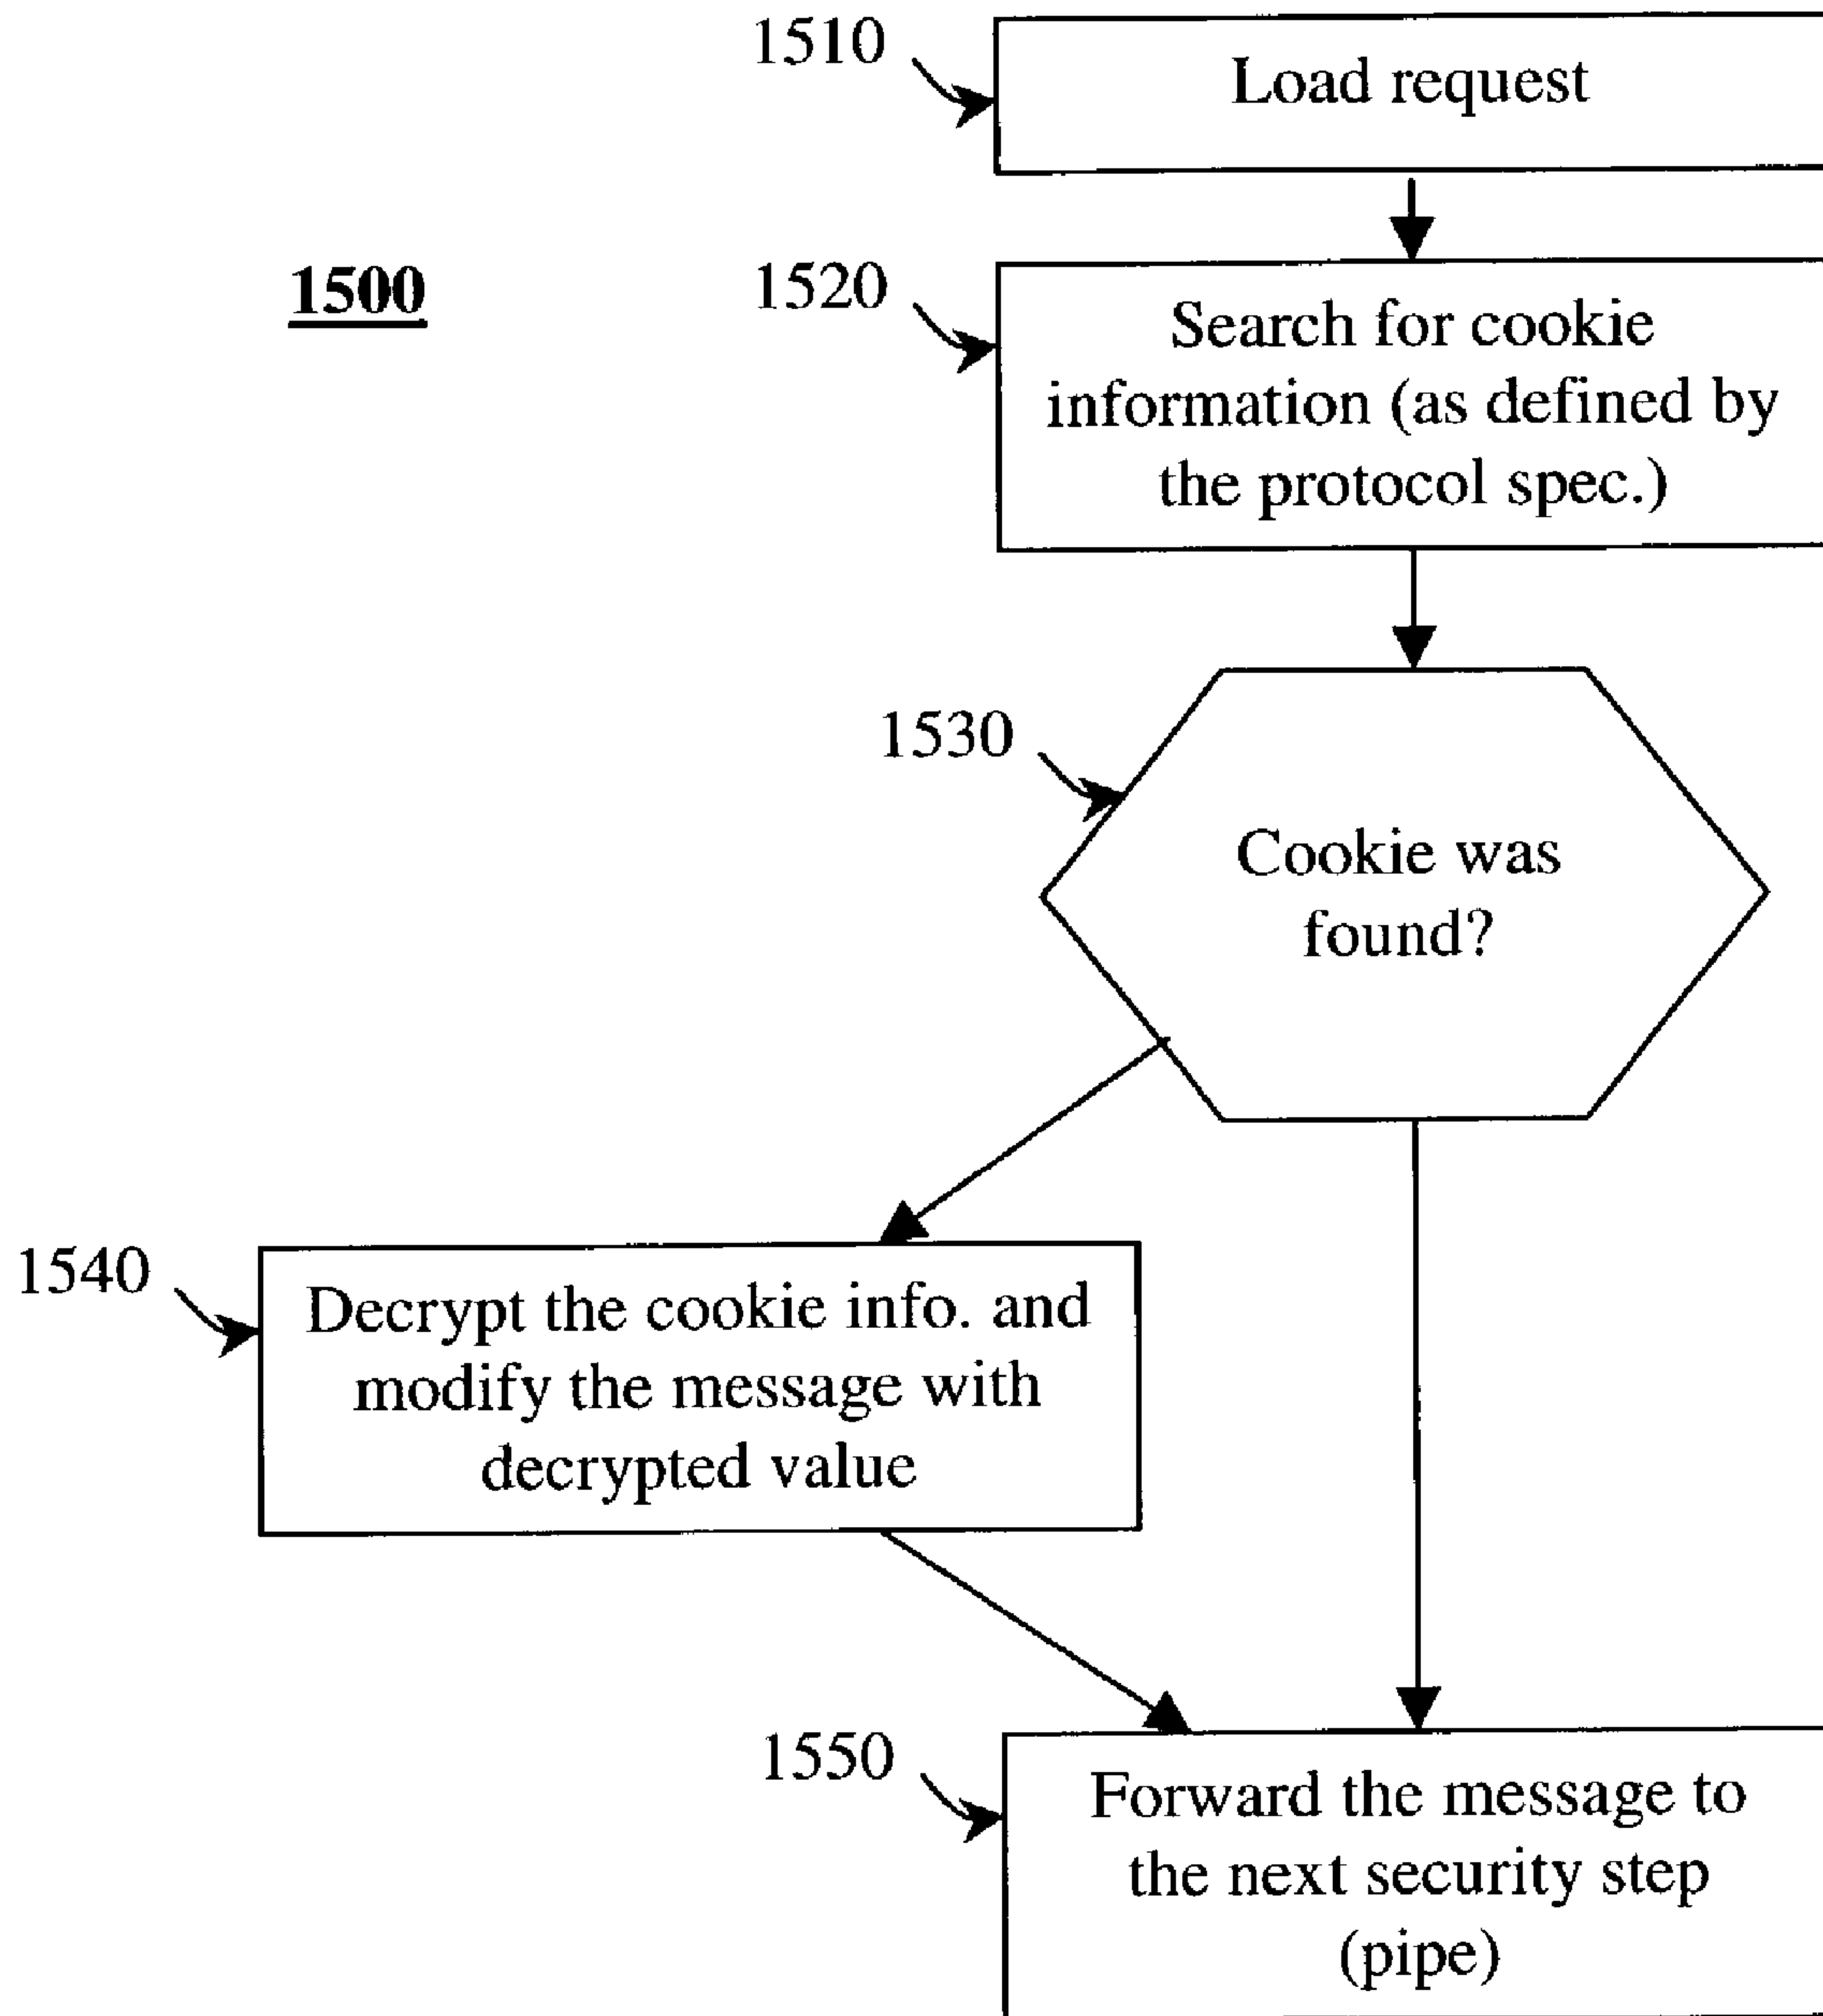 1510
Load request
1500
1520
Search for cookie
information (as defined by
the protocol spec.)
1530
Cookie was
found?
1540
Decrypt the cookie info. and
modify the message with
decrypted value
1550
Forward the message to
the next security step
(pipe)